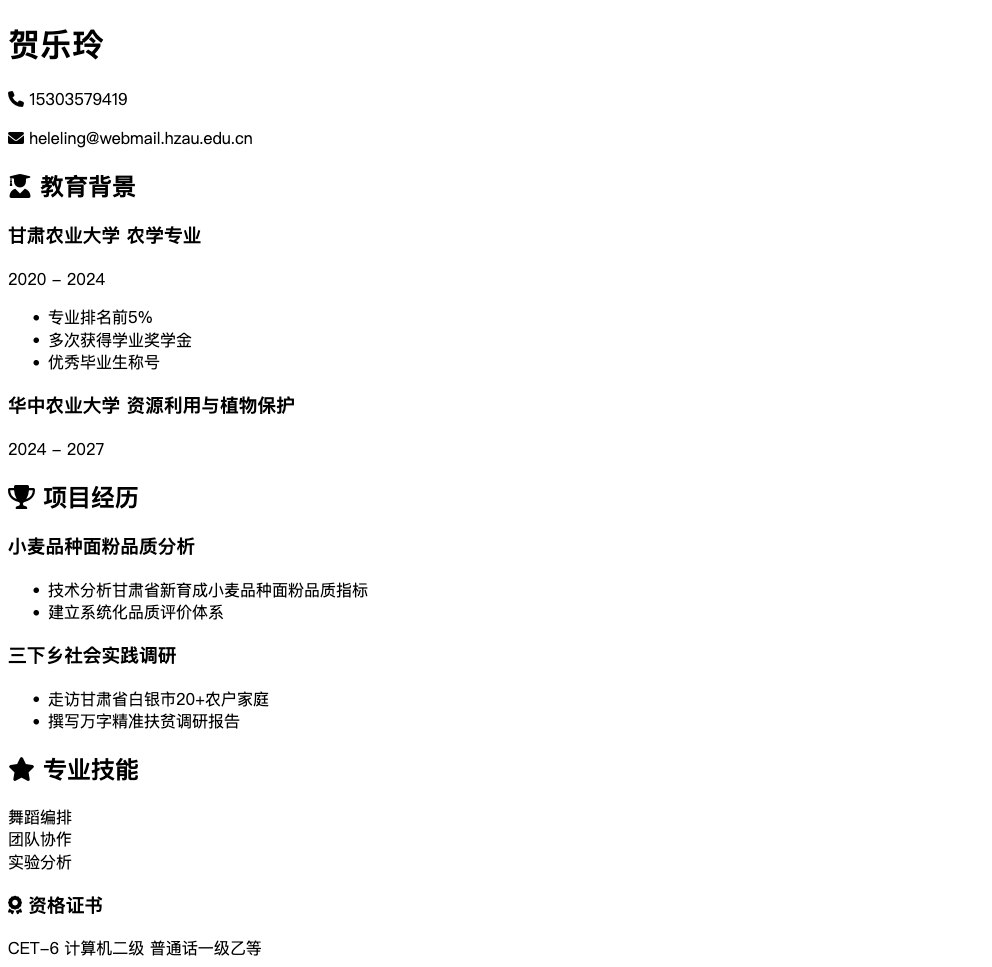 贺乐玲
15303579419
heleling@webmail.hzau.edu.cn
教育背景
甘肃农业大学 农学专业
2020 - 2024
• 专业排名前5%
• 多次获得学业奖学金
• 优秀毕业生称号
华中农业大学 资源利用与植物保护
2024 - 2027
项目经历
小麦品种面粉品质分析
• 技术分析甘肃省新育成小麦品种面粉品质指标
• 建立系统化品质评价体系
三下乡社会实践调研
• 走访甘肃省白银市20+农户家庭
• 撰写万字精准扶贫调研报告
专业技能
舞蹈编排
团队协作
实验分析
资格证书
CET-6 计算机二级 普通话一级乙等